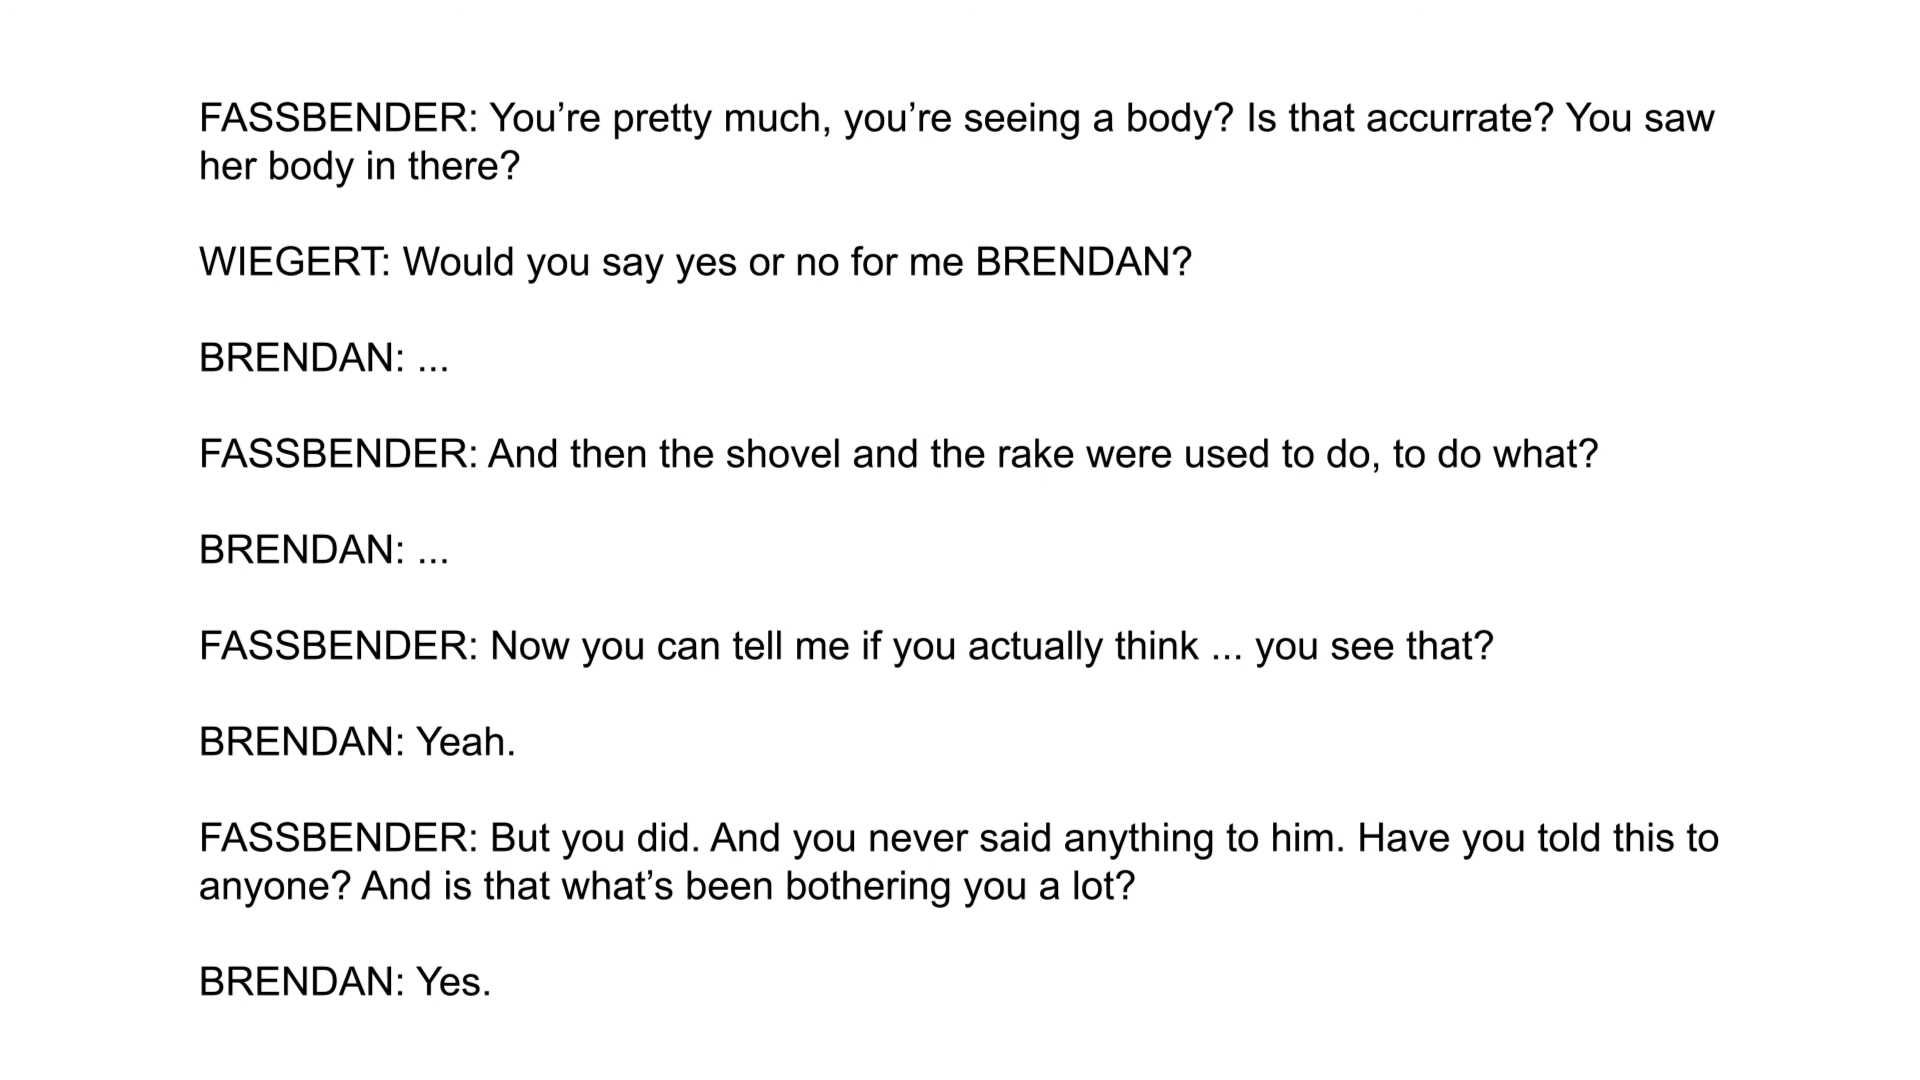 FASSBENDER: You’re pretty much, you’re seeing a body? Is that accurrate? You saw
her body in there?
WIEGERT: Would you say yes or no for me BRENDAN?
BRENDAN: ...
FASSBENDER: And then the shovel and the rake were used to do, to do what?
BRENDAN: ...
FASSBENDER: Now you can tell me if you actually think ... you see that?
BRENDAN: Yeah.
FASSBENDER: But you did. And you never said anything to him. Have you told this to
anyone? And is that what’s been bothering you a lot?
BRENDAN: Yes.